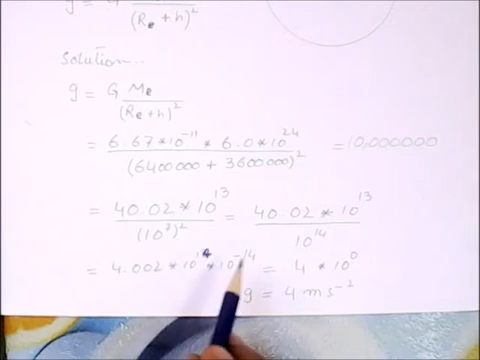 g = G
(Re + h)²
Solution..
g = G Me
(Re + h)²
= 6.67*10⁻¹¹ * 6.0*10²⁴
(6400000 + 3600000)² = 10,000000
= 40.02 * 10¹³ = 40.02 * 10¹³
(10⁷)² 10¹⁴
= 4.002 * 10¹⁴ * 10⁻¹⁴ = 4 * 10⁰
g = 4 ms⁻²